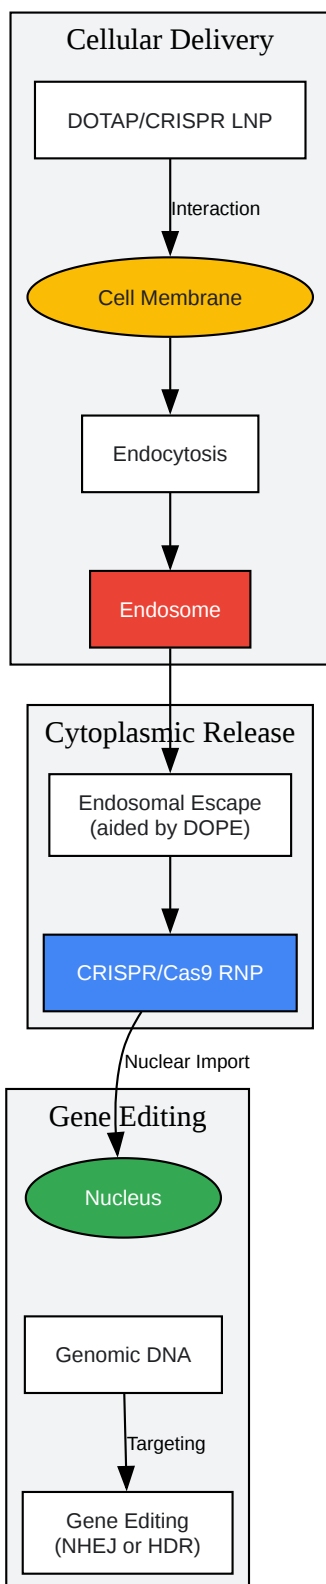 Cellular Delivery
DOTAP/CRISPR LNP
Interaction
Cell Membrane
Endocytosis
Endosome
Cytoplasmic Release
Endosomal Escape
(aided by DOPE)
CRISPR/Cas9 RNP
Nuclear Import
Gene Editing
Nucleus
Genomic DNA
Targeting
Gene Editing
(NHEJ or HDR)